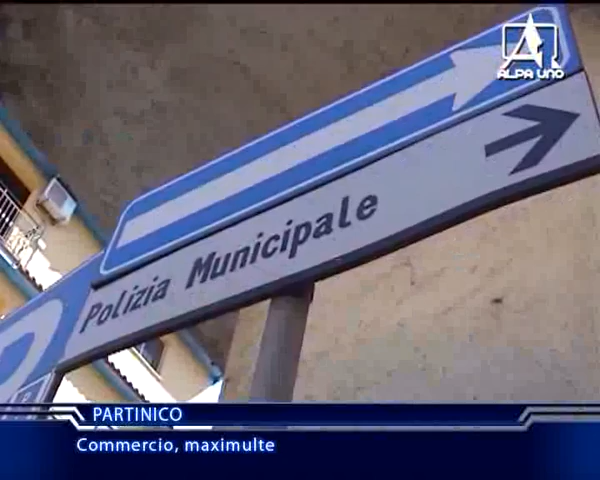 ALPA UNO
Polizia Municipale
P
PARTINICO
Commercio, maximulte